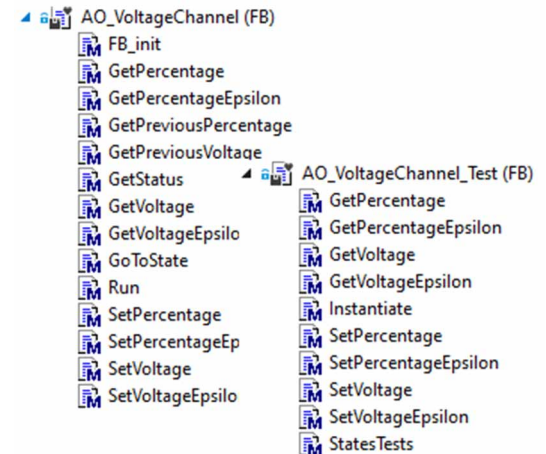 AO_VoltageChannel (FB)
FB_init
GetPercentage
GetPercentageEpsilon
GetPreviousPercentage
GetPreviousVoltage
GetStatus
GetVoltage
GetVoltageEpsilo
GoToState
Run
SetPercentage
SetPercentageEp
SetVoltage
SetVoltageEpsilo
AO_VoltageChannel_Test (FB)
GetPercentage
GetPercentageEpsilon
GetVoltage
GetVoltageEpsilon
Instantiate
SetPercentage
SetPercentageEpsilon
SetVoltage
SetVoltageEpsilon
StatesTests